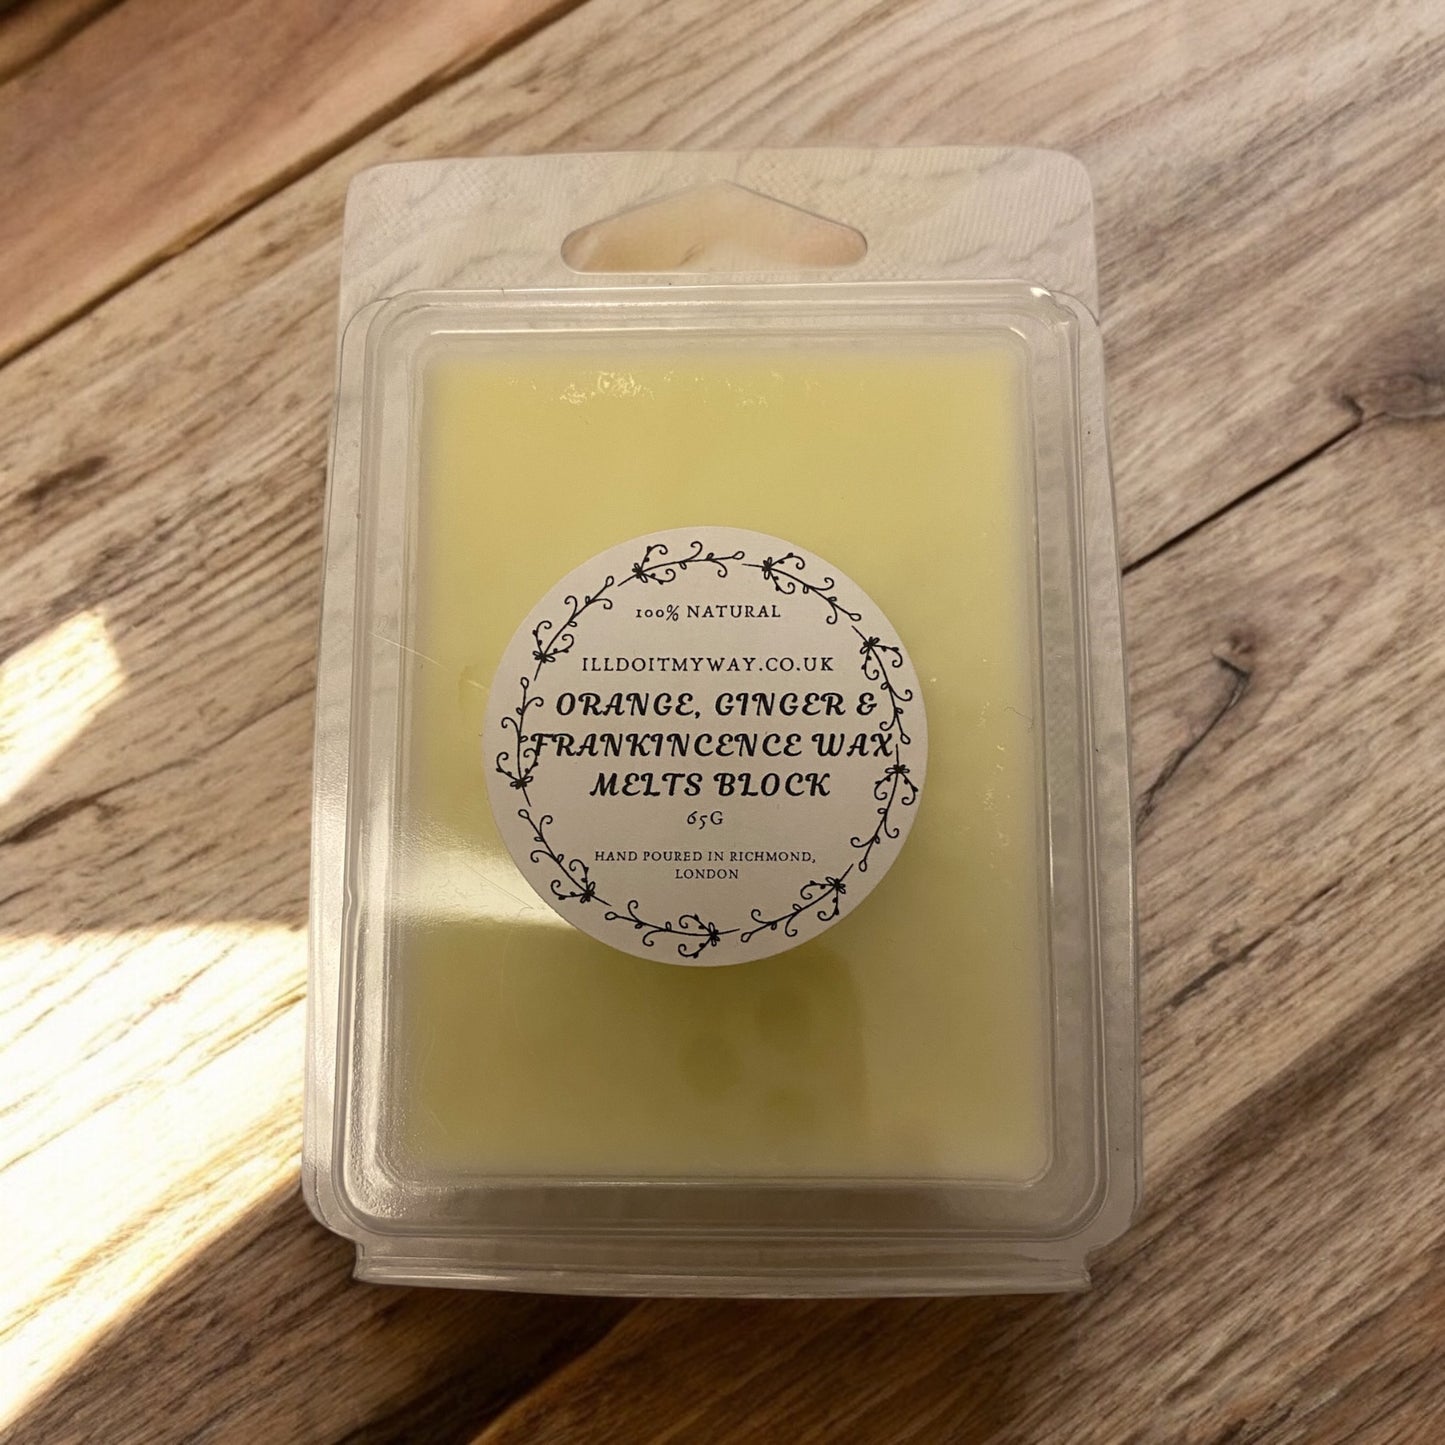 100% NATURAL
ILLDOITMYWAY.CO.UK
ORANGE, GINGER &
FRANKINCENCE WAX
MELTS BLOCK
65G
HAND POURED IN RICHMOND,
LONDON